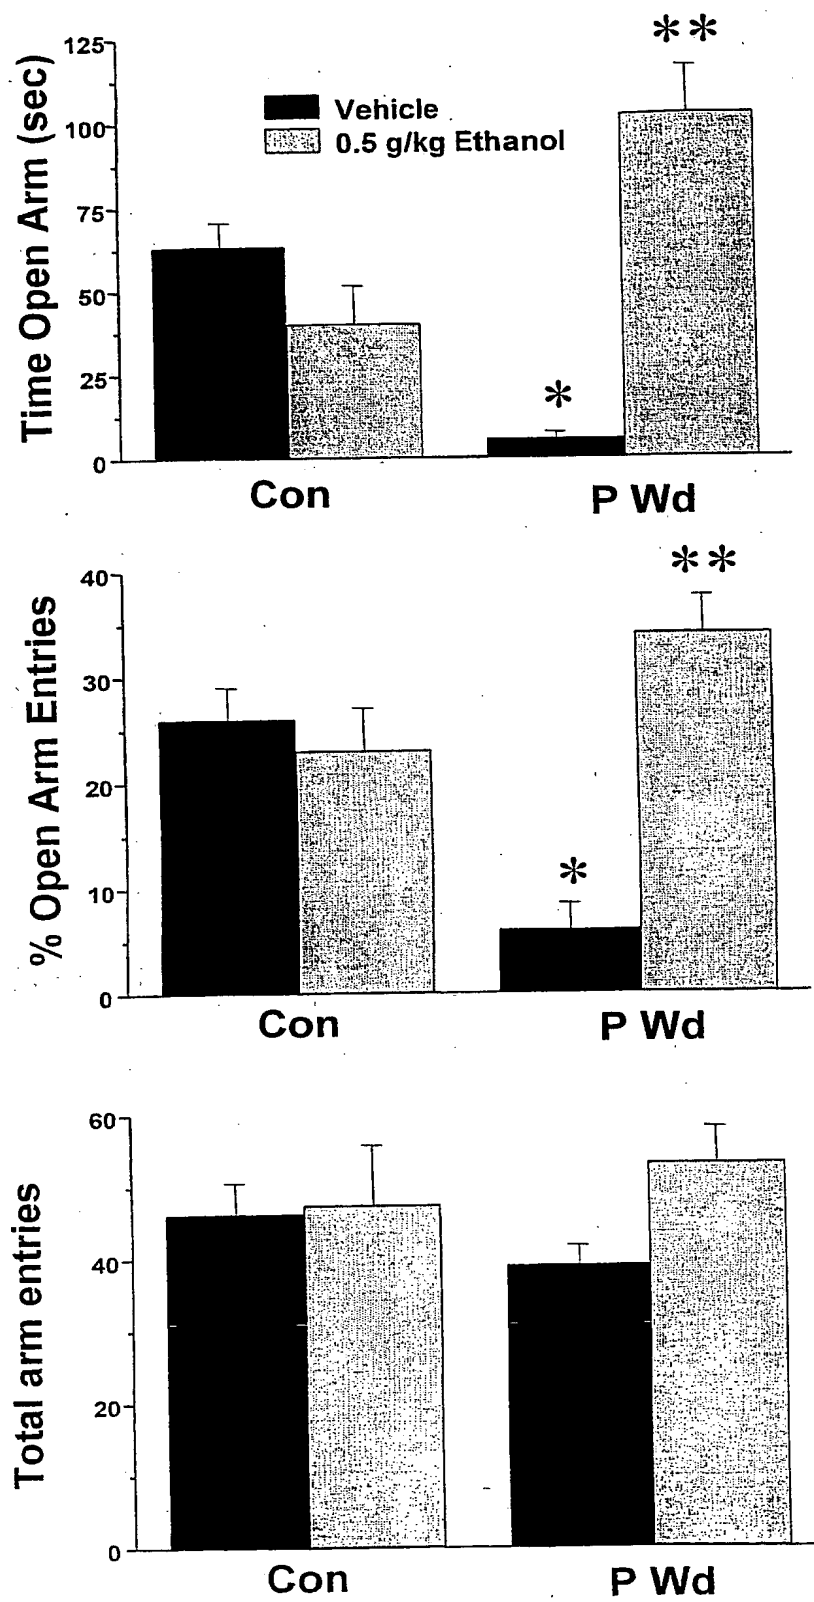 **
125
Vehicle
100
0.5 g/kg Ethanol
75
50
25
*
0
Time Open Arm (sec)
Con
P Wd
**
40
30
20
10
*
0
% Open Arm Entries
Con
P Wd
60
40
20
0
Total arm entries
Con
P Wd